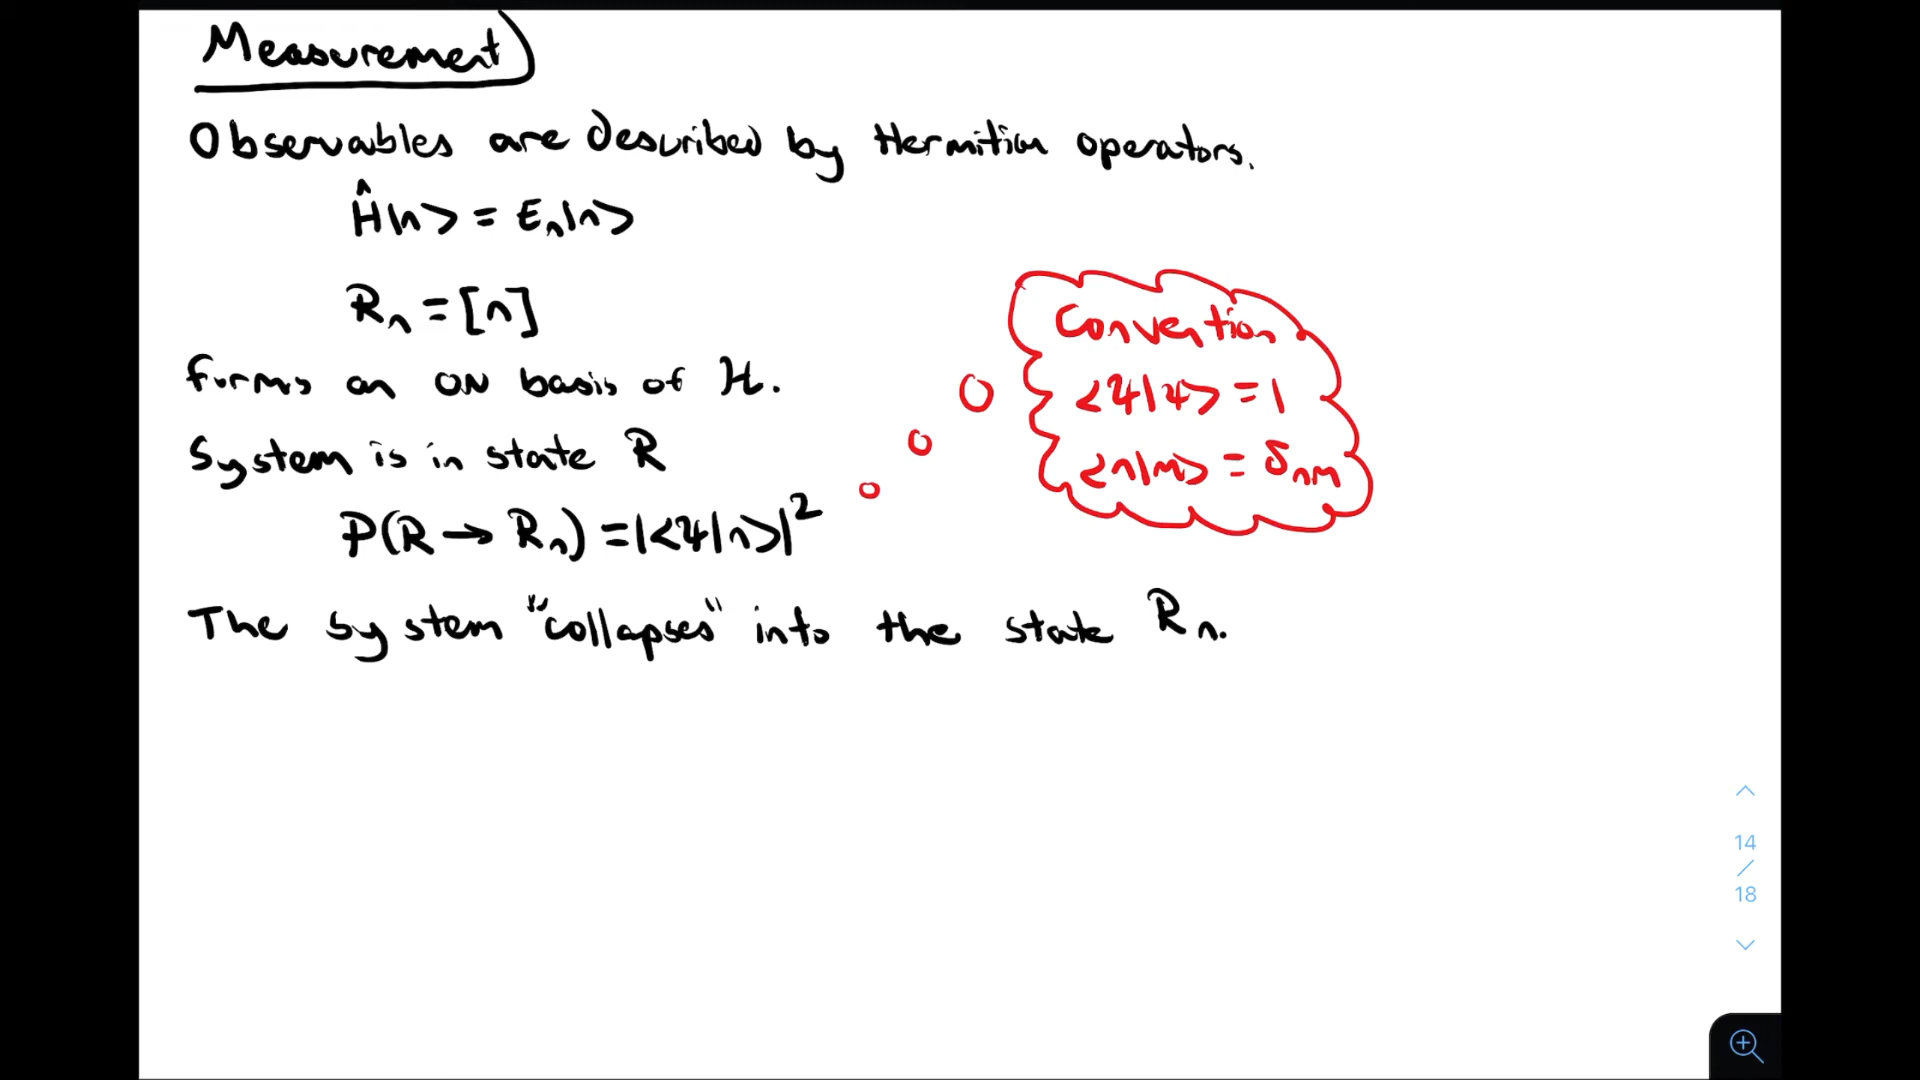 Measurement
Observables are described by Hermitian operators.
Ĥ|n> = Eₙ|n>
Rₙ = [n]
forms an ON basis of H.
System is in state R
P(R → Rₙ) = |<Ψ|n>|²
The system "collapses" into the state Rₙ.
Convention
<Ψ|Ψ> = 1
<n|m> = δₙₘ
14
/
18